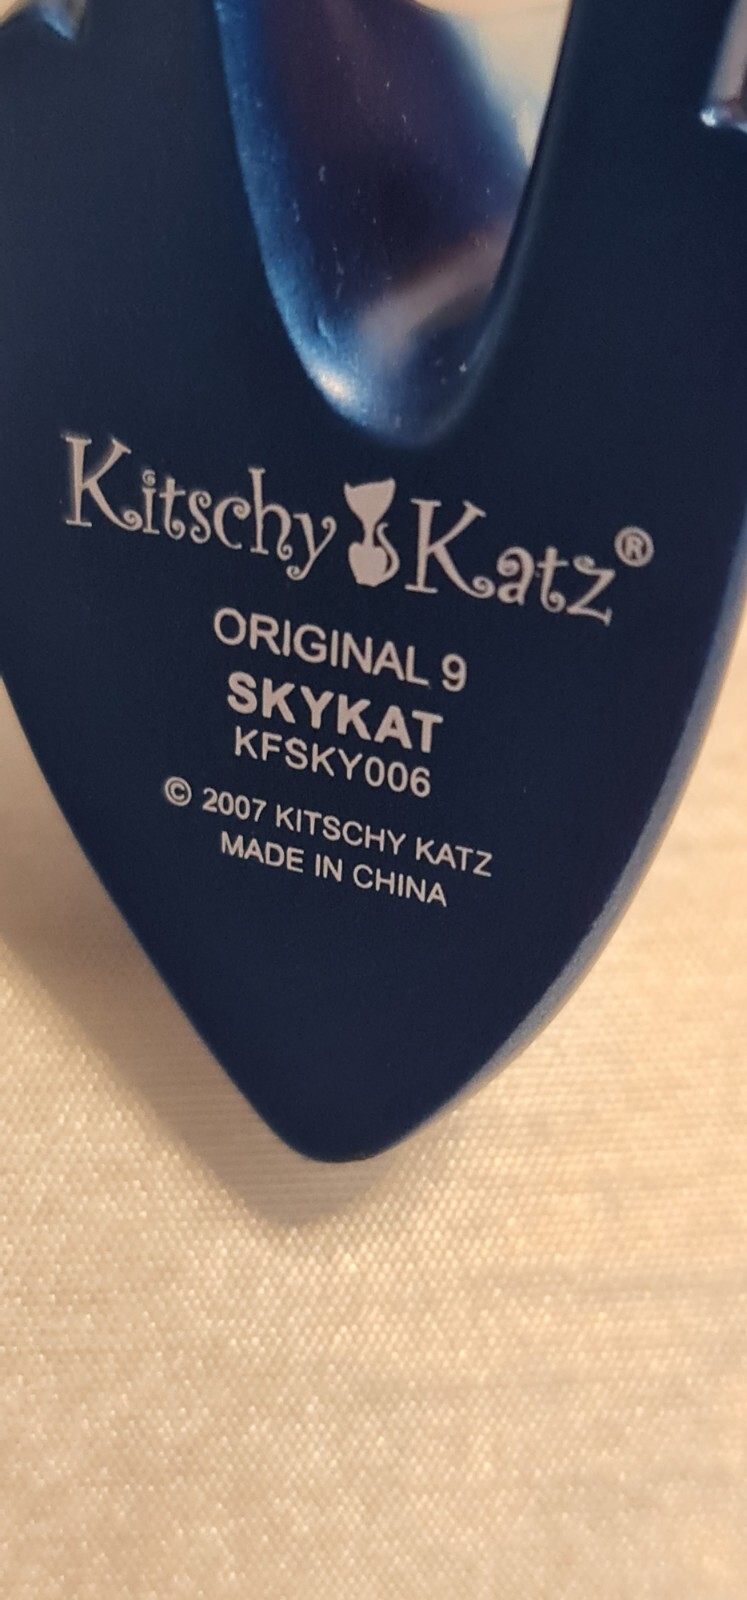 Kitschy Katz®
ORIGINAL 9
SKYKAT
KFSKY006
© 2007 KITSCHY KATZ
MADE IN CHINA